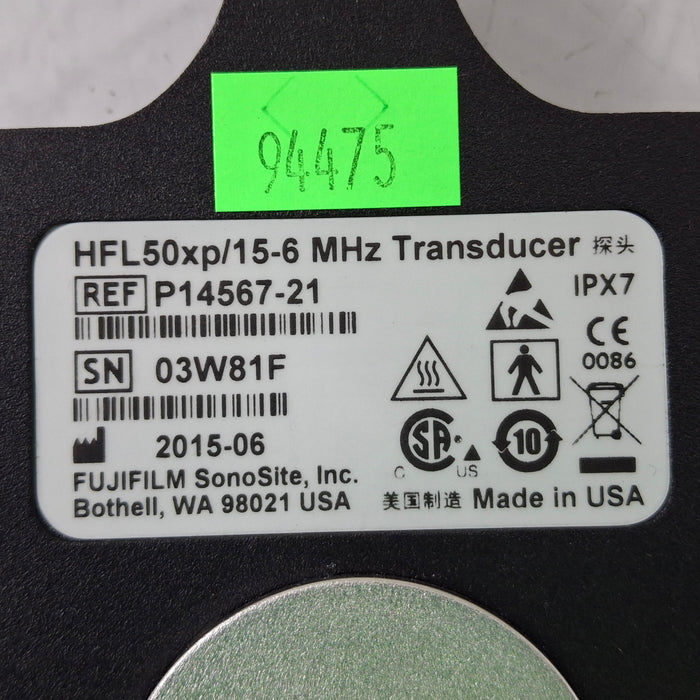 94475
HFL50xp/15-6 MHz Transducer 探头
REF P14567-21
IPX7
SN 03W81F
CE
0086
2015-06
SA
C US
10
FUJIFILM SonoSite, Inc.
Bothell, WA 98021 USA
美国制造 Made in USA